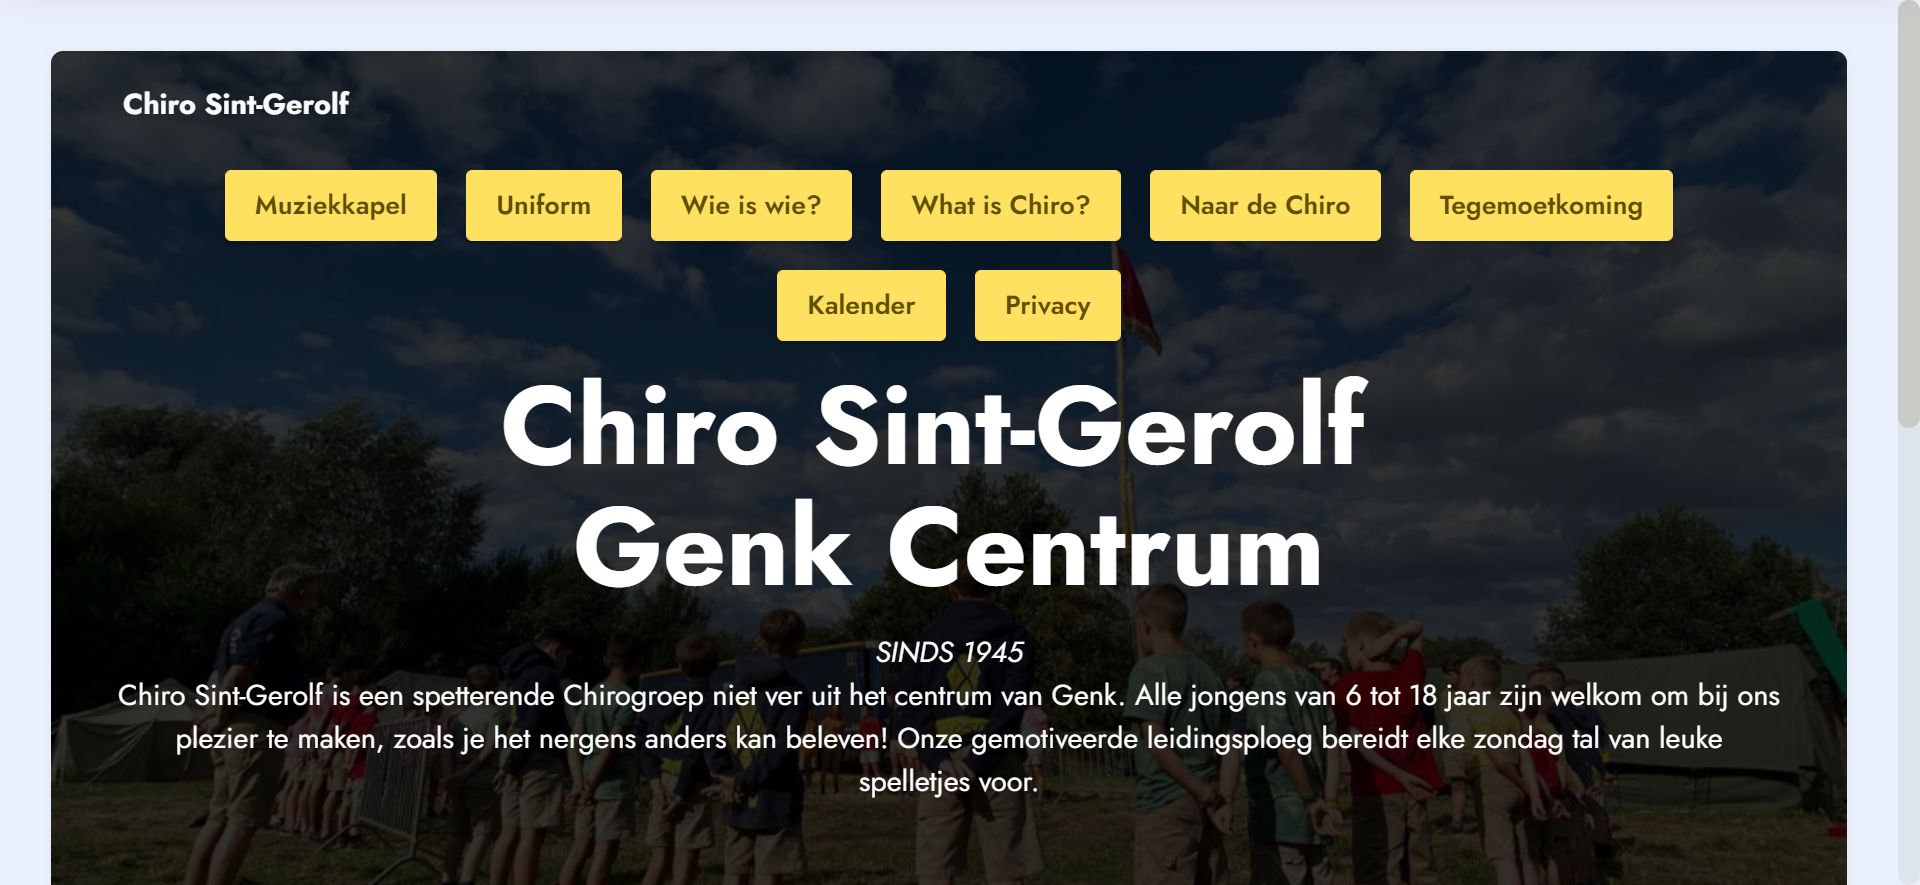 Chiro Sint-Gerolf
Muziekkapel Uniform Wie is wie? What is Chiro? Naar de Chiro Tegemoetkoming
Kalender Privacy
Chiro Sint-Gerolf
Genk Centrum
SINDS 1945
Chiro Sint-Gerolf is een spetterende Chirogroep niet ver uit het centrum van Genk. Alle jongens van 6 tot 18 jaar zijn welkom om bij ons
plezier te maken, zoals je het nergens anders kan beleven! Onze gemotiveerde leidingsploeg bereidt elke zondag tal van leuke
spelletjes voor.